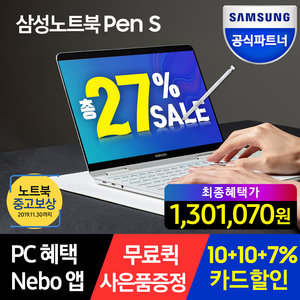 삼성노트북 Pen S
SAMSUNG
공식파트너
총 27%
SALE
SAMSUNG
노트북
중고보상
2019.11.30까지
최종혜택가
1,301,070원
PC 혜택
Nebo 앱
무료퀵
사은품증정
10+10+7%
카드할인